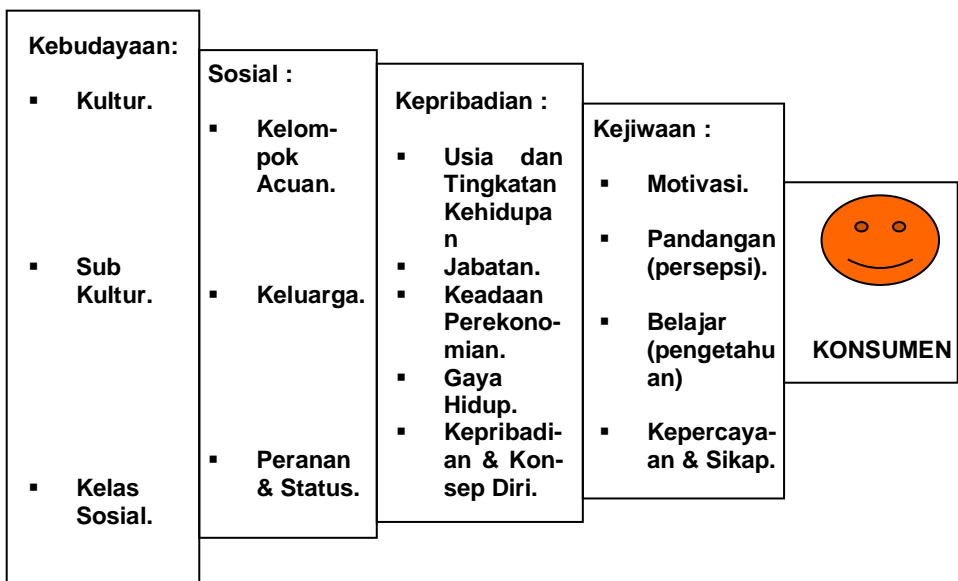 Kebudayaan:
▪ Kultur.
▪ Sub
Kultur.
▪ Kelas
Sosial.
Sosial :
▪ Kelom-
pok
Acuan.
▪ Keluarga.
▪ Peranan
& Status.
Kepribadian :
▪ Usia dan
Tingkatan
Kehidupa
n
▪ Jabatan.
▪ Keadaan
Perekono-
mian.
▪ Gaya
Hidup.
▪ Kepribadi-
an & Kon-
sep Diri.
Kejiwaan :
▪ Motivasi.
▪ Pandangan
(persepsi).
▪ Belajar
(pengetahu
an)
▪ Kepercaya-
an & Sikap.
KONSUMEN